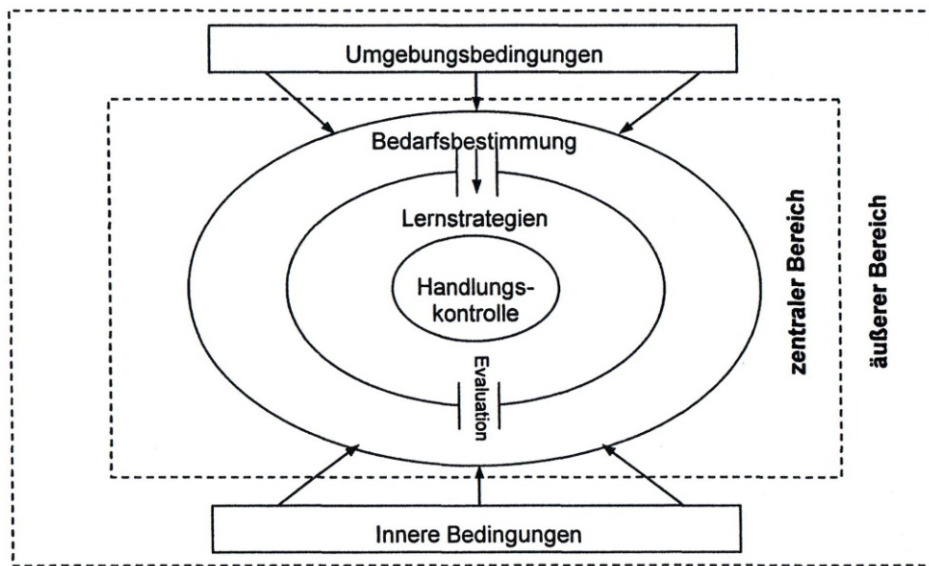 Umgebungsbedingungen
Bedarfsbestimmung
Lernstrategien
Handlungs-
kontrolle
Evaluation
zentraler Bereich
äußerer Bereich
Innere Bedingungen